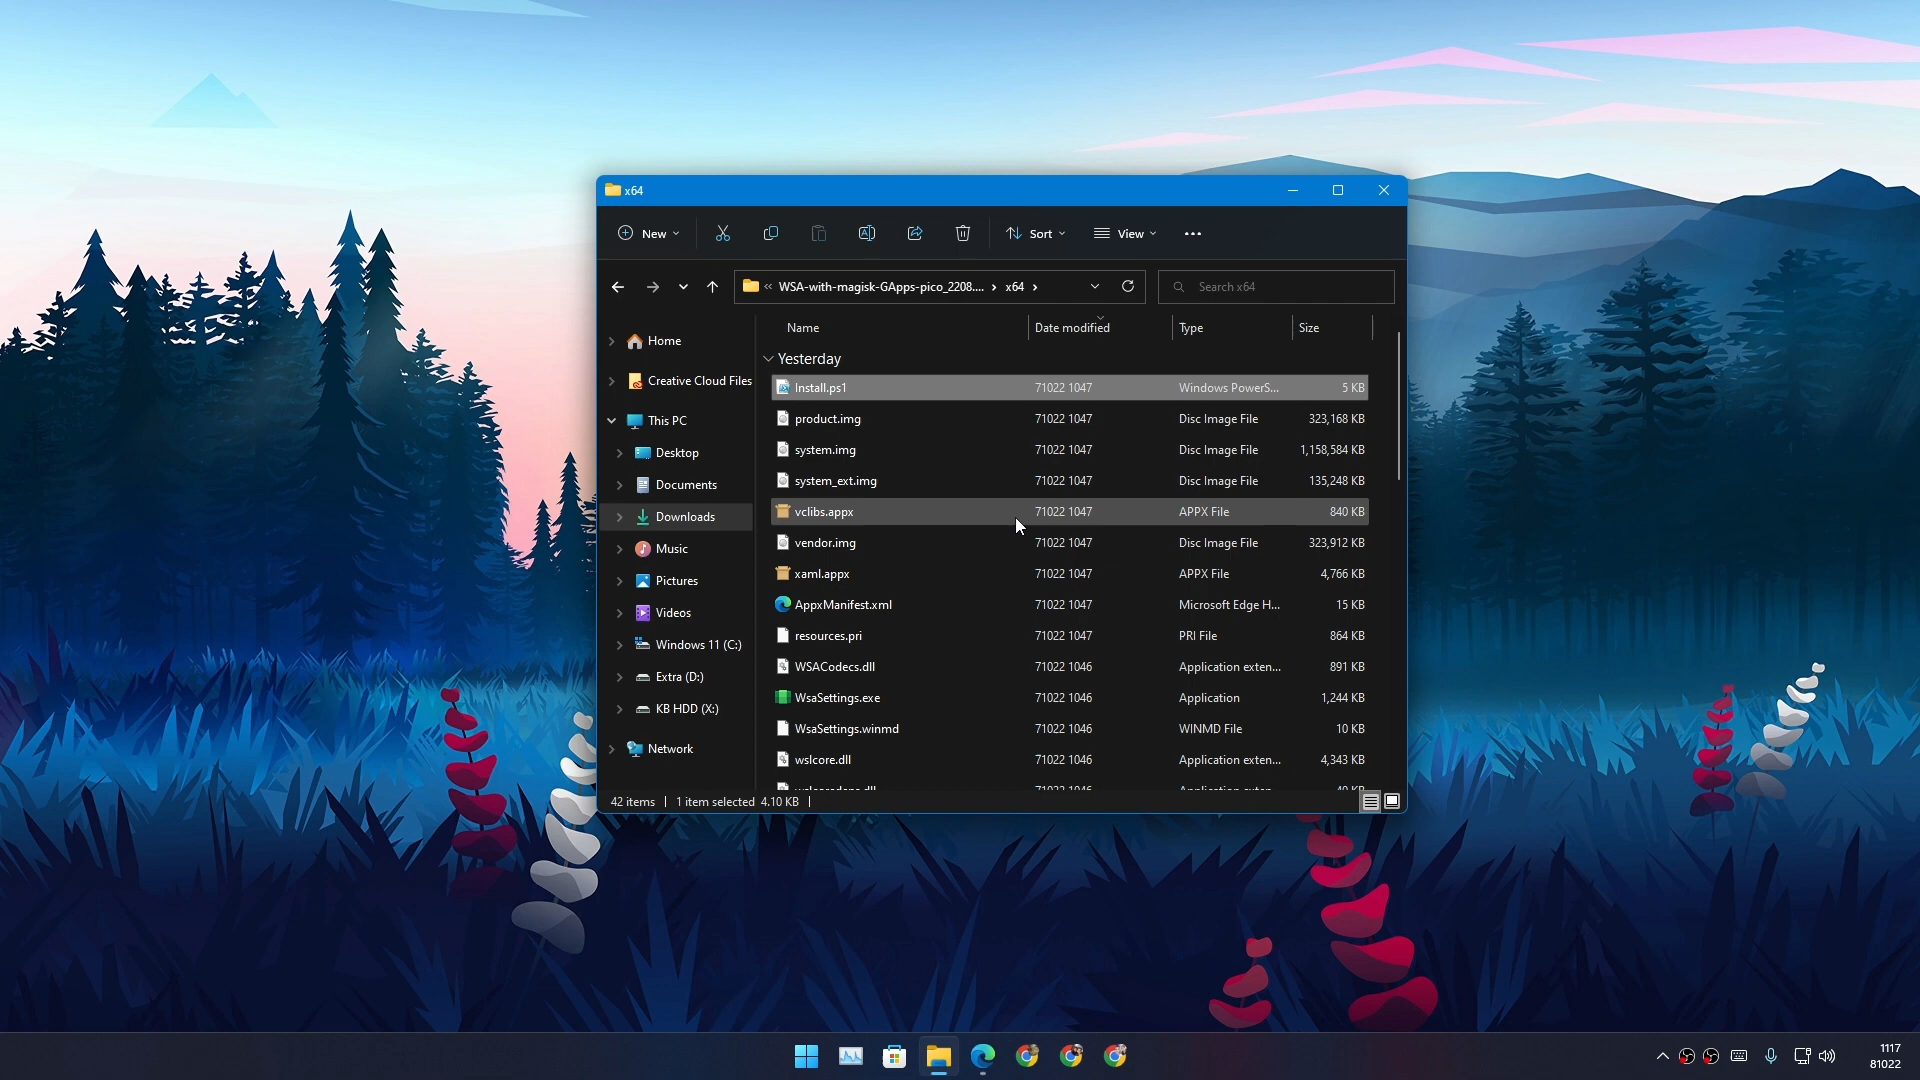 x64
New
Sort
View
WSA-with-magisk-GApps-pico_2208.... › x64 ›
Search x64
Name Date modified Type Size
Home
Creative Cloud Files
This PC
Desktop
Documents
Downloads
Music
Pictures
Videos
Windows 11 (C:)
Extra (D:)
KB HDD (X:)
Network
Yesterday
Install.ps1 71022 1047 Windows PowerS... 5 KB
product.img 71022 1047 Disc Image File 323,168 KB
system.img 71022 1047 Disc Image File 1,158,584 KB
system_ext.img 71022 1047 Disc Image File 135,248 KB
vclibs.appx 71022 1047 APPX File 840 KB
vendor.img 71022 1047 Disc Image File 323,912 KB
xaml.appx 71022 1047 APPX File 4,766 KB
AppxManifest.xml 71022 1047 Microsoft Edge H... 15 KB
resources.pri 71022 1047 PRI File 864 KB
WSACodecs.dll 71022 1046 Application exten... 891 KB
WsaSettings.exe 71022 1046 Application 1,244 KB
WsaSettings.winmd 71022 1046 WINMD File 10 KB
wslcore.dll 71022 1046 Application exten... 4,343 KB
42 items
1 item selected 4.10 KB
1117
81022